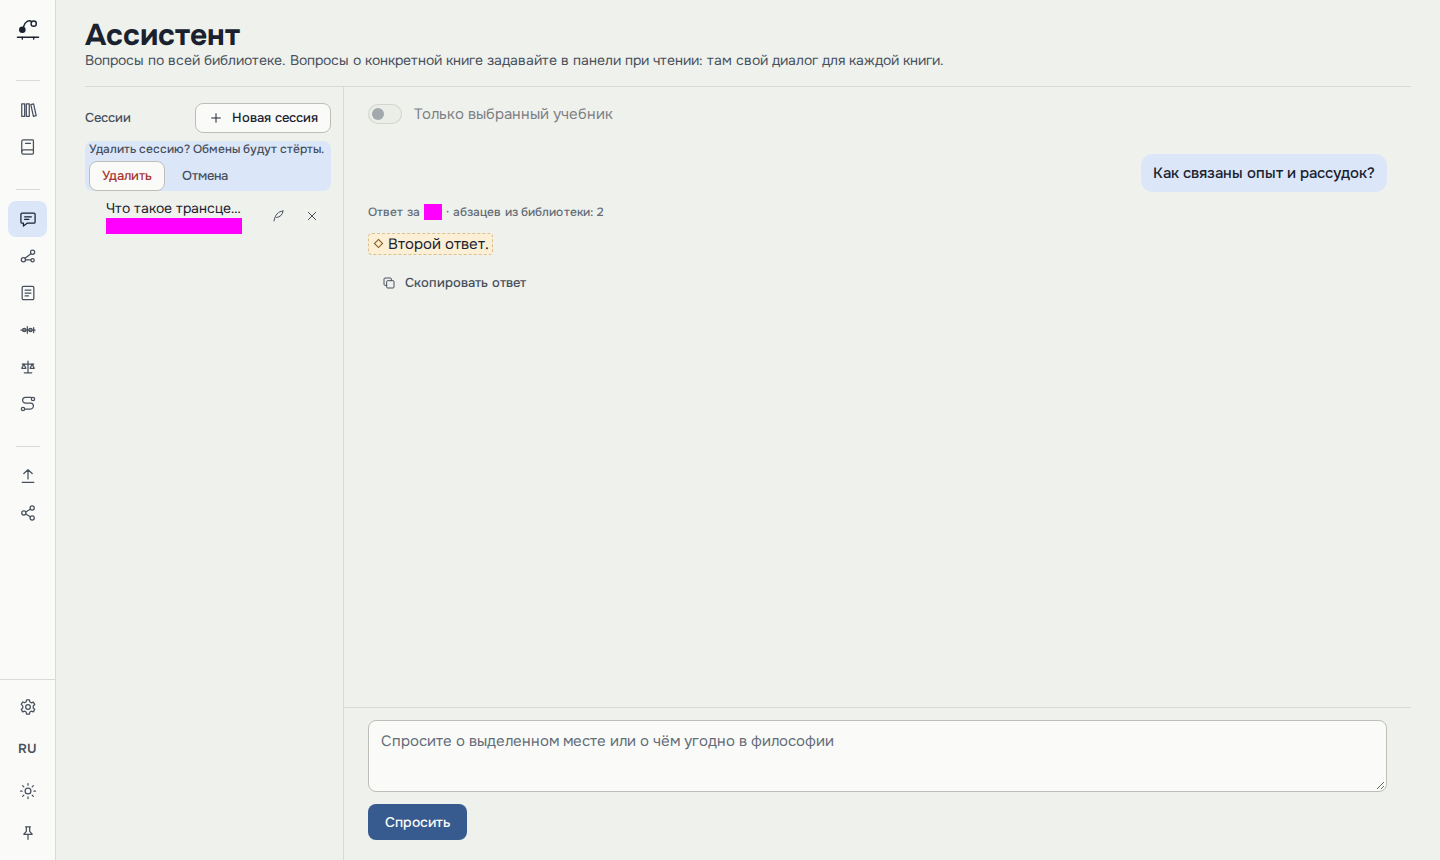 Ассистент
Вопросы по всей библиотеке. Вопросы о конкретной книге задавайте в панели при чтении: там свой диалог для каждой книги.
Сессии
Новая сессия
Удалить сессию? Обмены будут стёрты.
Удалить
Отмена
Что такое трансце...
Только выбранный учебник
Как связаны опыт и рассудок?
Ответ за · абзацев из библиотеки: 2
Второй ответ.
Скопировать ответ
Спросите о выделенном месте или о чём угодно в философии
Спросить
RU